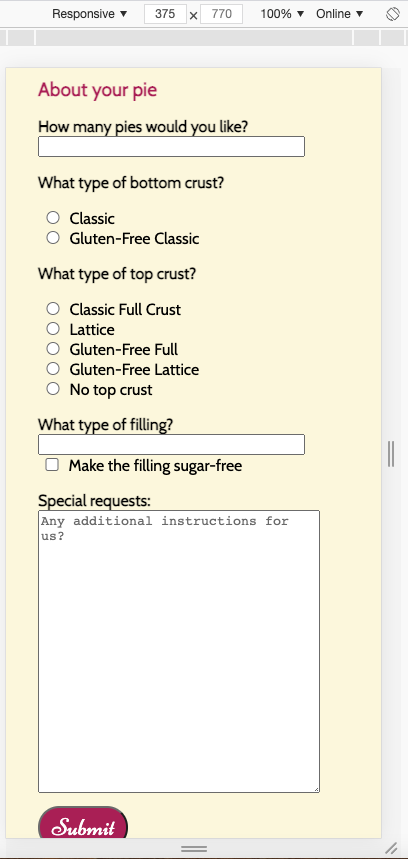 Responsive ▼ 375 x 770 100% ▼ Online ▼
About your pie
How many pies would you like?
What type of bottom crust?
Classic
Gluten-Free Classic
What type of top crust?
Classic Full Crust
Lattice
Gluten-Free Full
Gluten-Free Lattice
No top crust
What type of filling?
Make the filling sugar-free
Special requests:
Any additional instructions for
us?
Submit